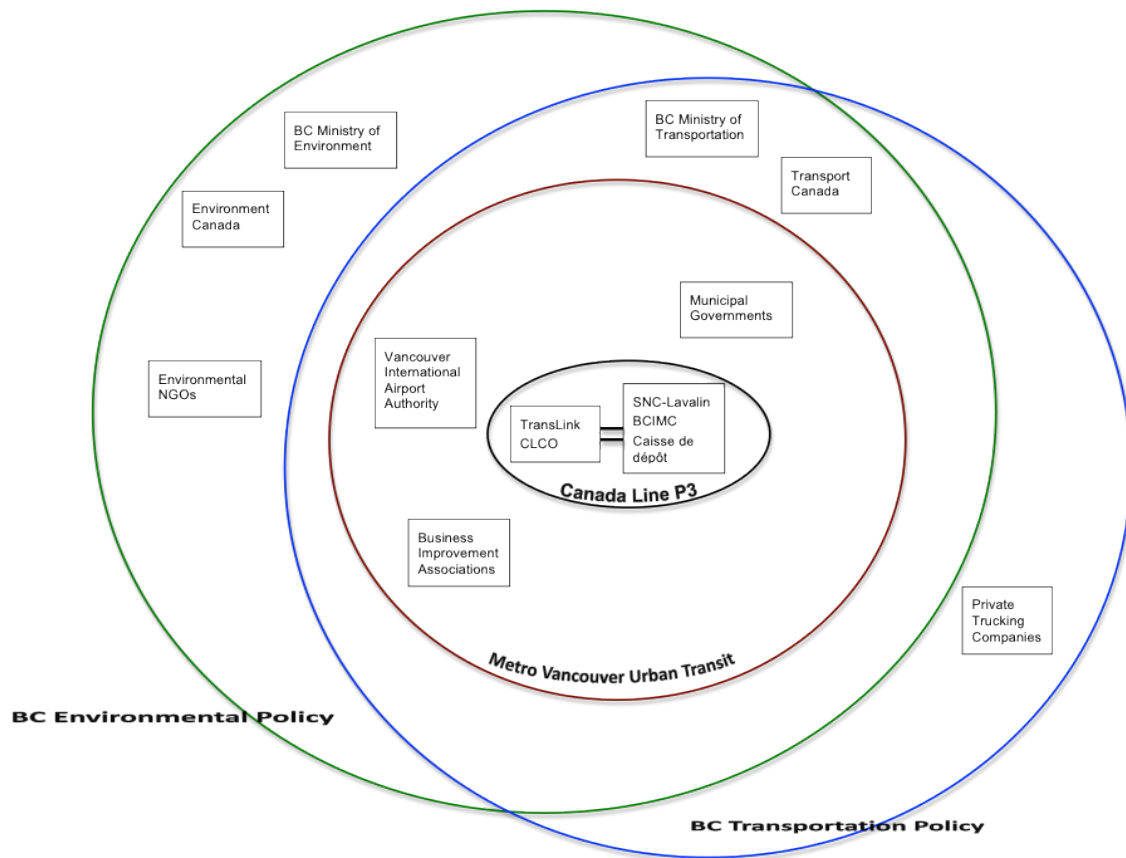 BC Ministry of
Environment
BC Ministry of
Transportation
Transport
Canada
Environment
Canada
Municipal
Governments
Vancouver
International
Airport
Authority
Environmental
NGOs
TransLink
CLCO
SNC-Lavalin
BCIMC
Caisse de
dépôt
Canada Line P3
Business
Improvement
Associations
Private
Trucking
Companies
Metro Vancouver Urban Transit
BC Environmental Policy
BC Transportation Policy